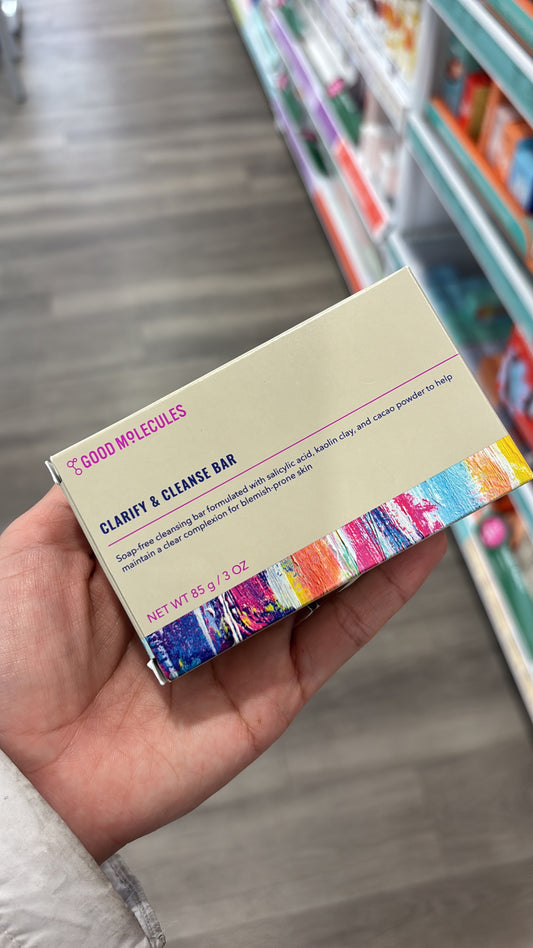 GOOD MOLECULES
CLARIFY & CLEANSE BAR
Soap-free cleansing bar formulated with salicylic acid, kaolin clay, and cacao powder to help
maintain a clear complexion for blemish-prone skin
NET WT 85 g / 3 OZ